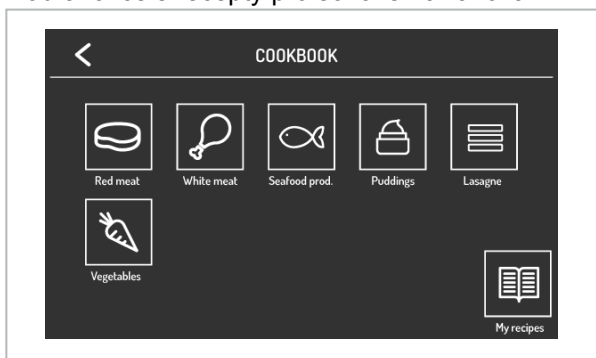 COOKBOOK
Red meat White meat Seafood prod. Puddings Lasagne
Vegetables
My recipes